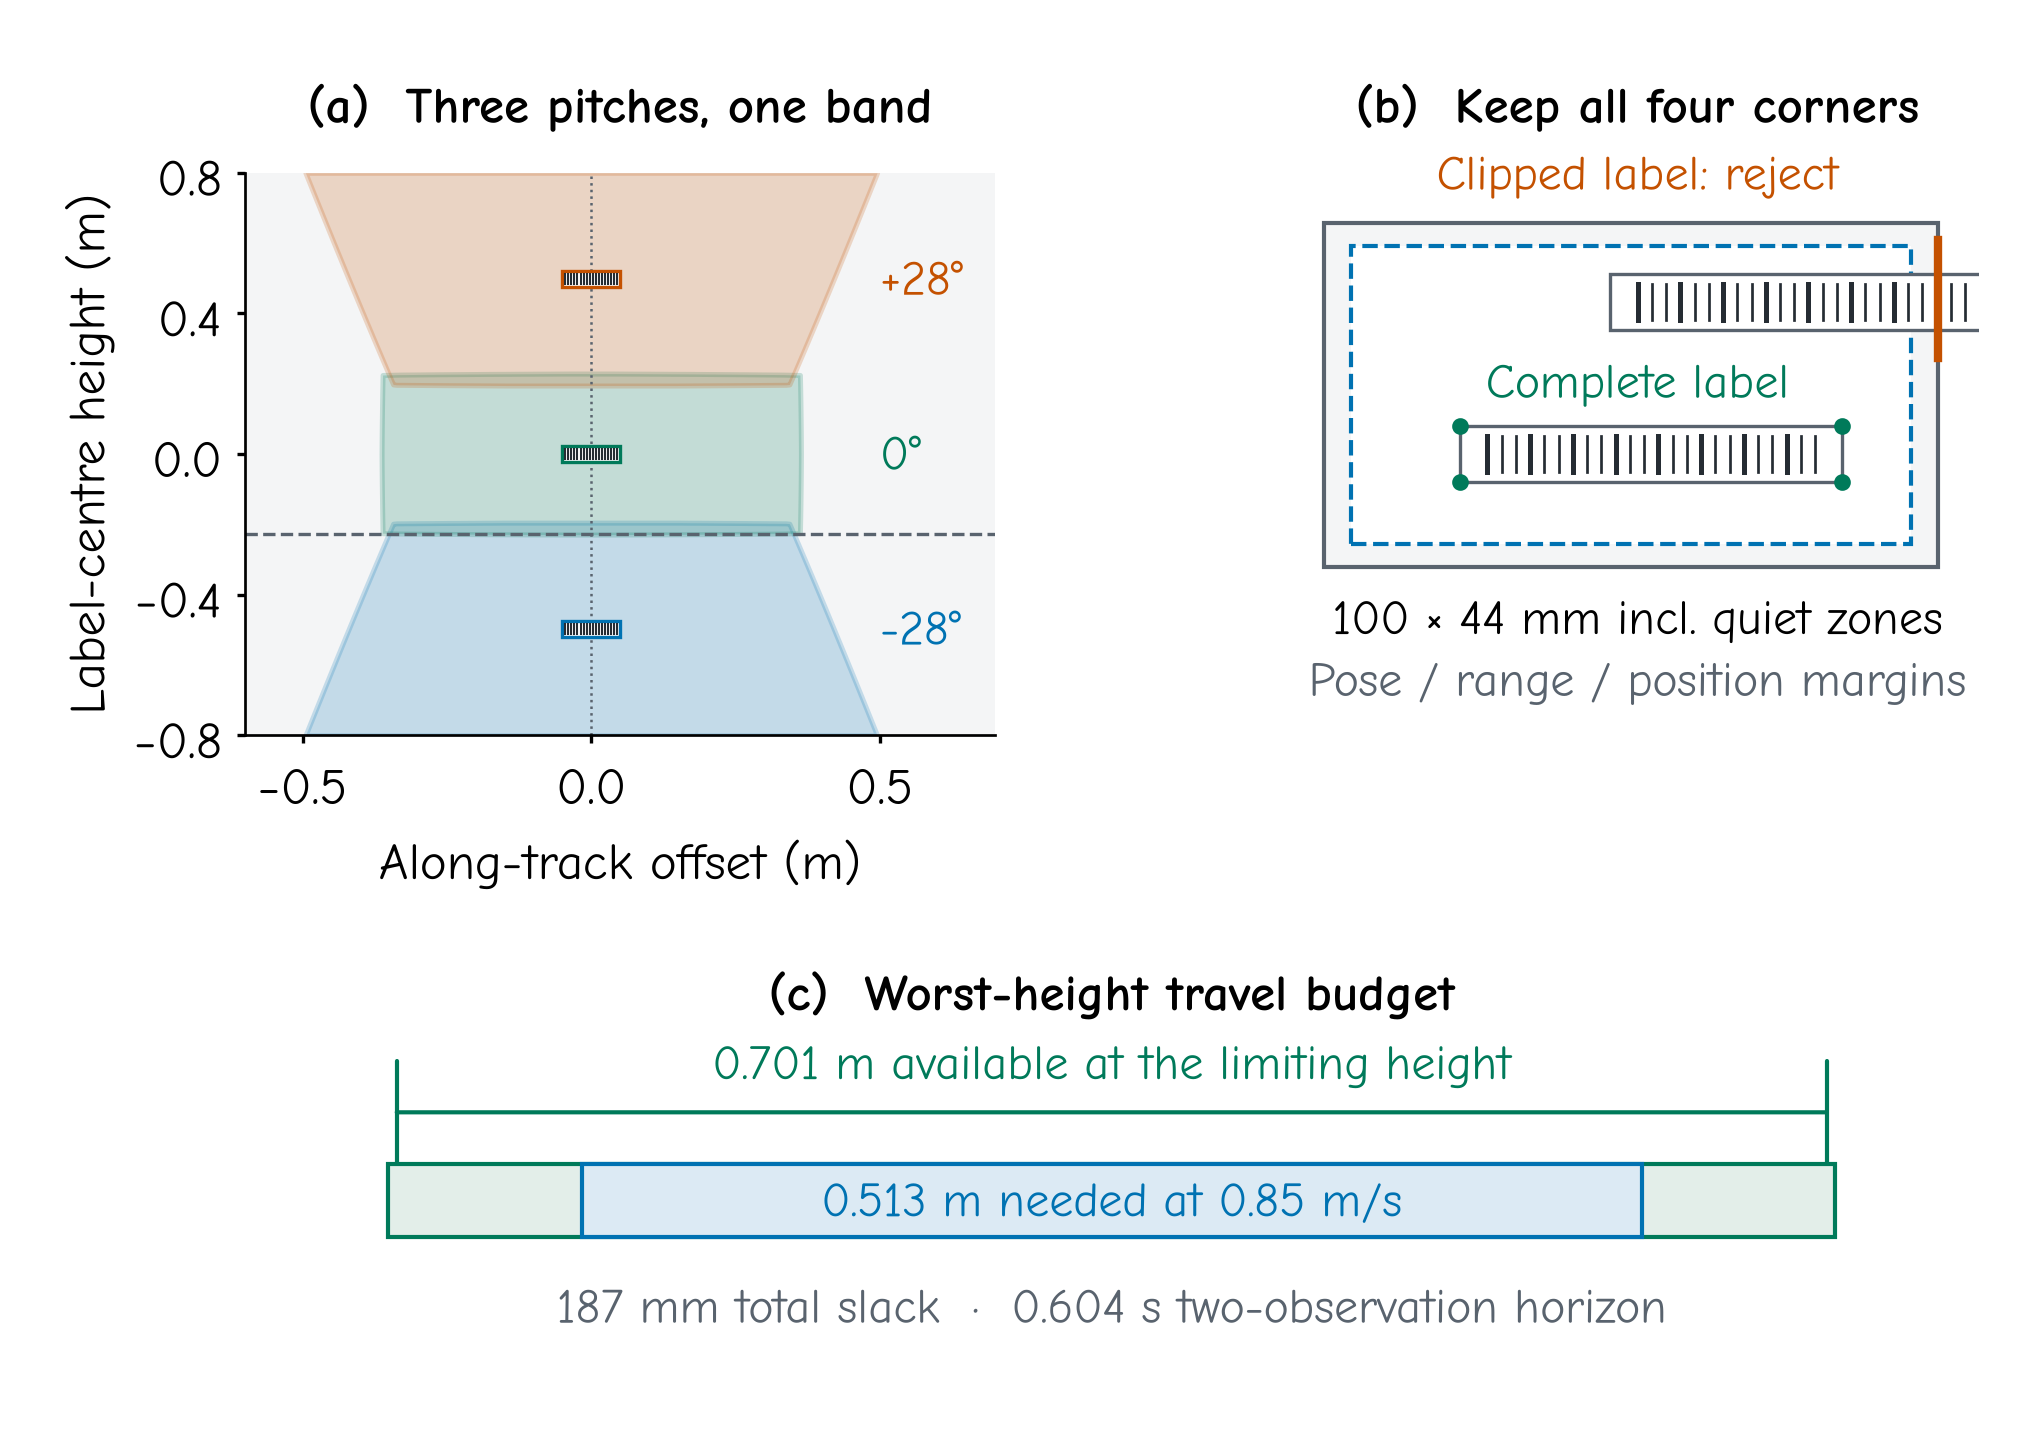 (a) Three pitches, one band
Label-centre height (m)
0.8
0.4
0.0
-0.4
-0.8
+28°
0°
-28°
-0.5 0.0 0.5
Along-track offset (m)
(b) Keep all four corners
Clipped label: reject
Complete label
100 × 44 mm incl. quiet zones
Pose / range / position margins
(c) Worst-height travel budget
0.701 m available at the limiting height
0.513 m needed at 0.85 m/s
187 mm total slack · 0.604 s two-observation horizon